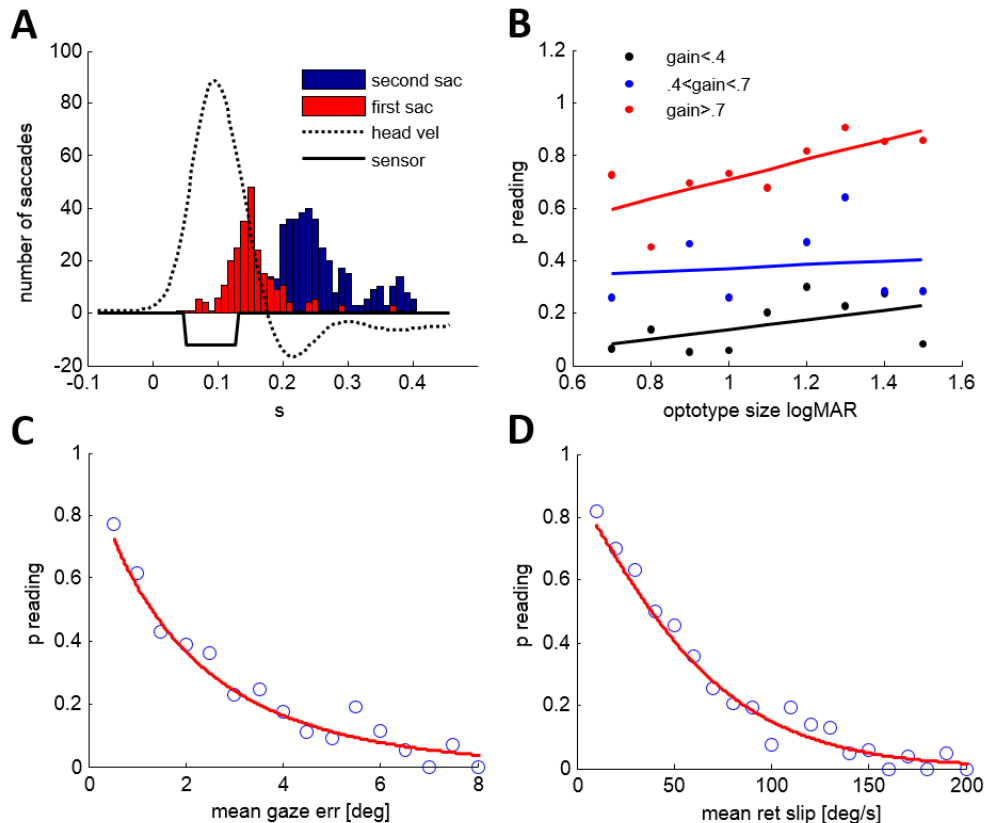 A
number of saccades
100
80
60
40
20
0
-20
-0.1
0
0.1
0.2
0.3
0.4
s
second sac
first sac
head vel
sensor
B
p reading
1.2
1
0.8
0.6
0.4
0.2
0
0.6
0.8
1
1.2
1.4
1.6
optotype size logMAR
gain<.4
.4<gain<.7
gain>.7
C
p reading
1
0.8
0.6
0.4
0.2
0
0
2
4
6
8
mean gaze err [deg]
D
p reading
1
0.8
0.6
0.4
0.2
0
0
50
100
150
200
mean ret slip [deg/s]